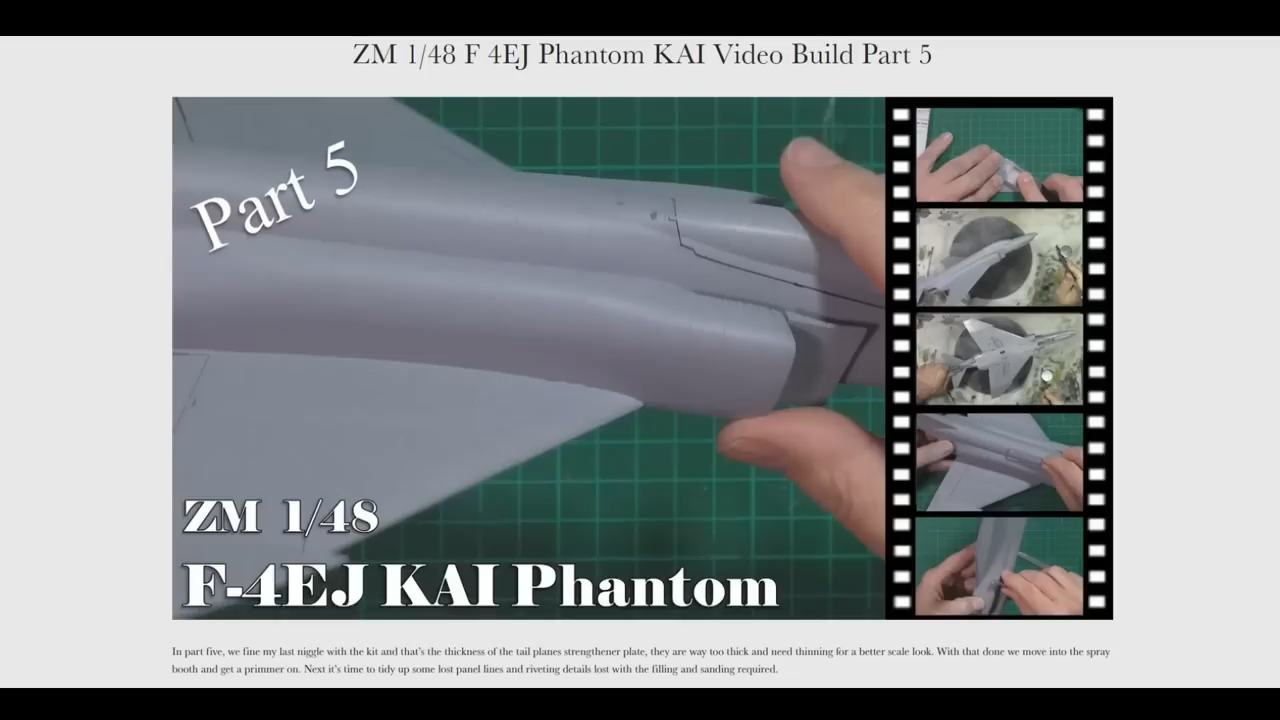 ZM 1/48 F 4EJ Phantom KAI Video Build Part 5
Part 5
ZM 1/48
F-4EJ KAI Phantom
In part five, we fine my last niggle with the kit and that's the thickness of the tail planes strengthener plate, they are way too thick and need thinning for a better scale look. With that done we move into the spray
booth and get a primmer on. Next it's time to tidy up some lost panel lines and riveting details lost with the filling and sanding required.